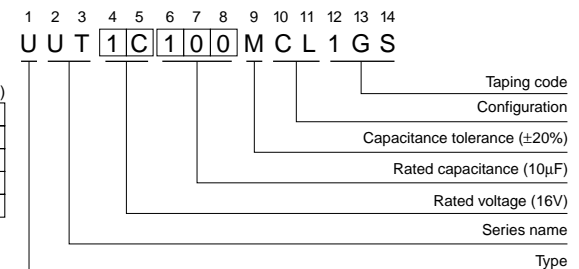 1 2 3 4 5 6 7 8 9 10 11 12 13 14
U U T 1 C 1 0 0 M C L 1 G S
)
Taping code
Configuration
Capacitance tolerance (±20%)
Rated capacitance (10µF)
Rated voltage (16V)
Series name
Type